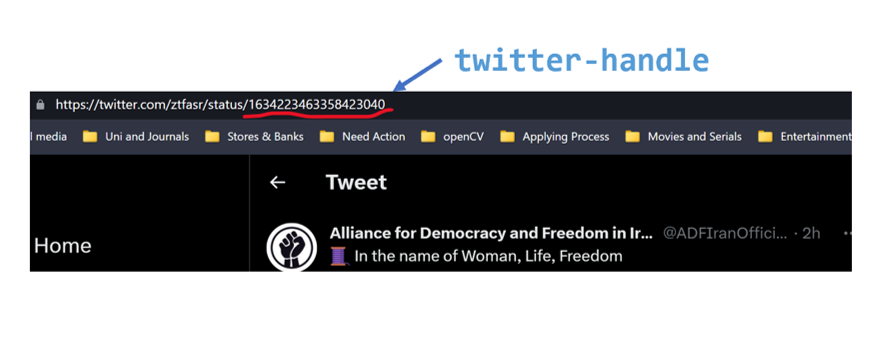 twitter-handle
https://twitter.com/ztfasr/status/1634223463358423040
l media Uni and Journals Stores & Banks Need Action openCV Applying Process Movies and Serials Entertainment
← Tweet
Home
Alliance for Democracy and Freedom in Ir... @ADFIranOffici... · 2h ··
🧵 In the name of Woman, Life, Freedom